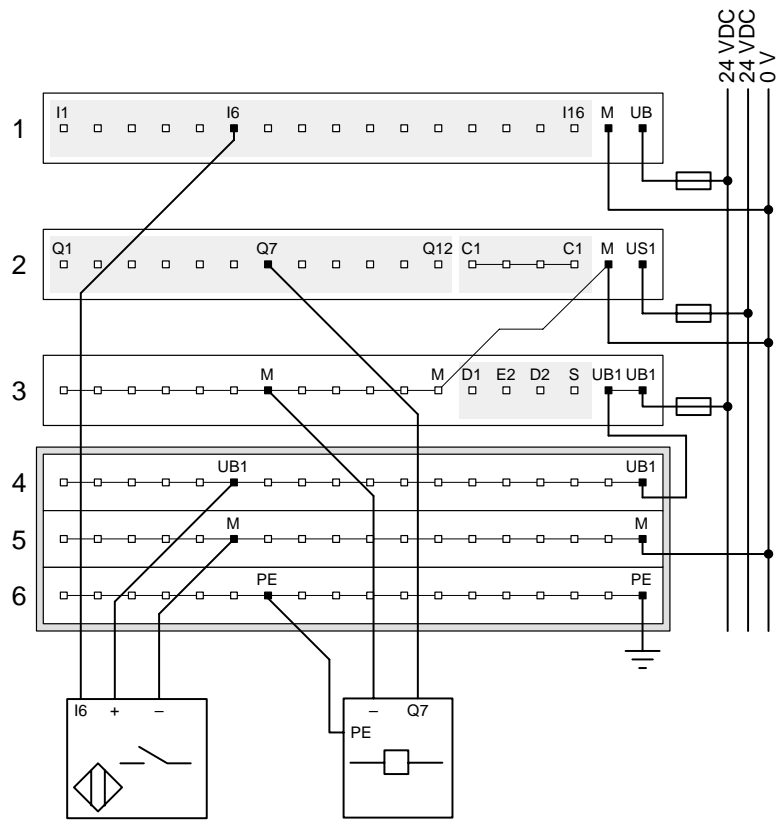 24 VDC
24 VDC
0 V
1
I1 I6 I16 M UB
2
Q1 Q7 Q12 C1 C1 M US1
3
M M D1 E2 D2 S UB1 UB1
4
UB1 UB1
5
M M
6
PE PE
I6 + –
– Q7
PE